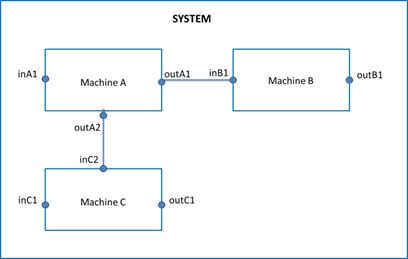 SYSTEM
inA1
Machine A
outA1
inB1
Machine B
outB1
outA2
inC2
inC1
Machine C
outC1